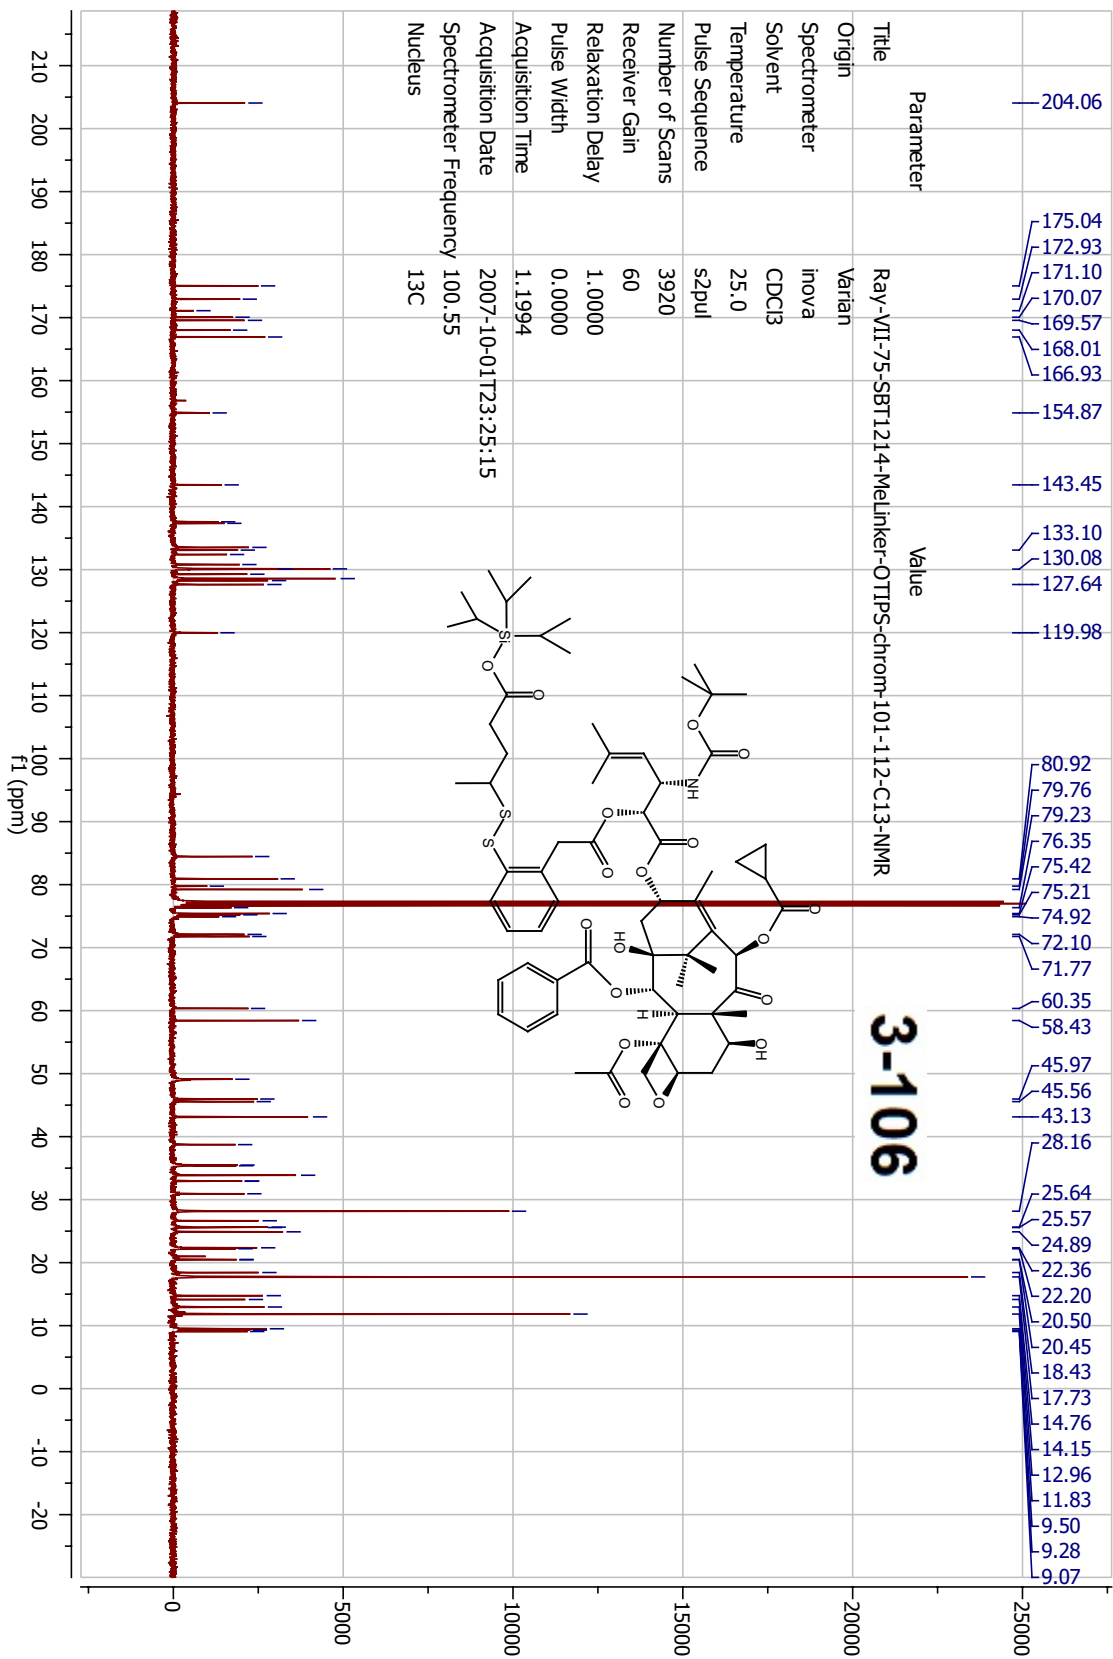 Parameter Value
Title Ray-VII-75-SBT1214-MeLinker-OTIPS-chrom-101-112-C13-NMR
Origin Varian
Spectrometer inova
Solvent CDCl3
Temperature 25.0
Pulse Sequence s2pul
Number of Scans 3920
Receiver Gain 60
Relaxation Delay 1.0000
Pulse Width 0.0000
Acquisition Time 1.1994
Acquisition Date 2007-10-01T23:25:15
Spectrometer Frequency 100.55
Nucleus 13C
3-106
204.06
175.04
172.93
171.10
170.07
169.57
168.01
166.93
154.87
143.45
133.10
130.08
127.64
119.98
80.92
79.76
79.23
76.35
75.42
75.21
74.92
72.10
71.77
60.35
58.43
45.97
45.56
43.13
28.16
25.64
25.57
24.89
22.36
22.20
20.50
20.45
18.43
17.73
14.76
14.15
12.96
11.83
9.50
9.28
9.07
O
O
O
NH
O
O
O
O
O
OH
O
O
O
HO
H
O
O
O
O
O
S
S
O
O
Si
25000
20000
15000
10000
5000
0
210 200 190 180 170 160 150 140 130 120 110 100 90 80 70 60 50 40 30 20 10 0 -10 -20
f1 (ppm)